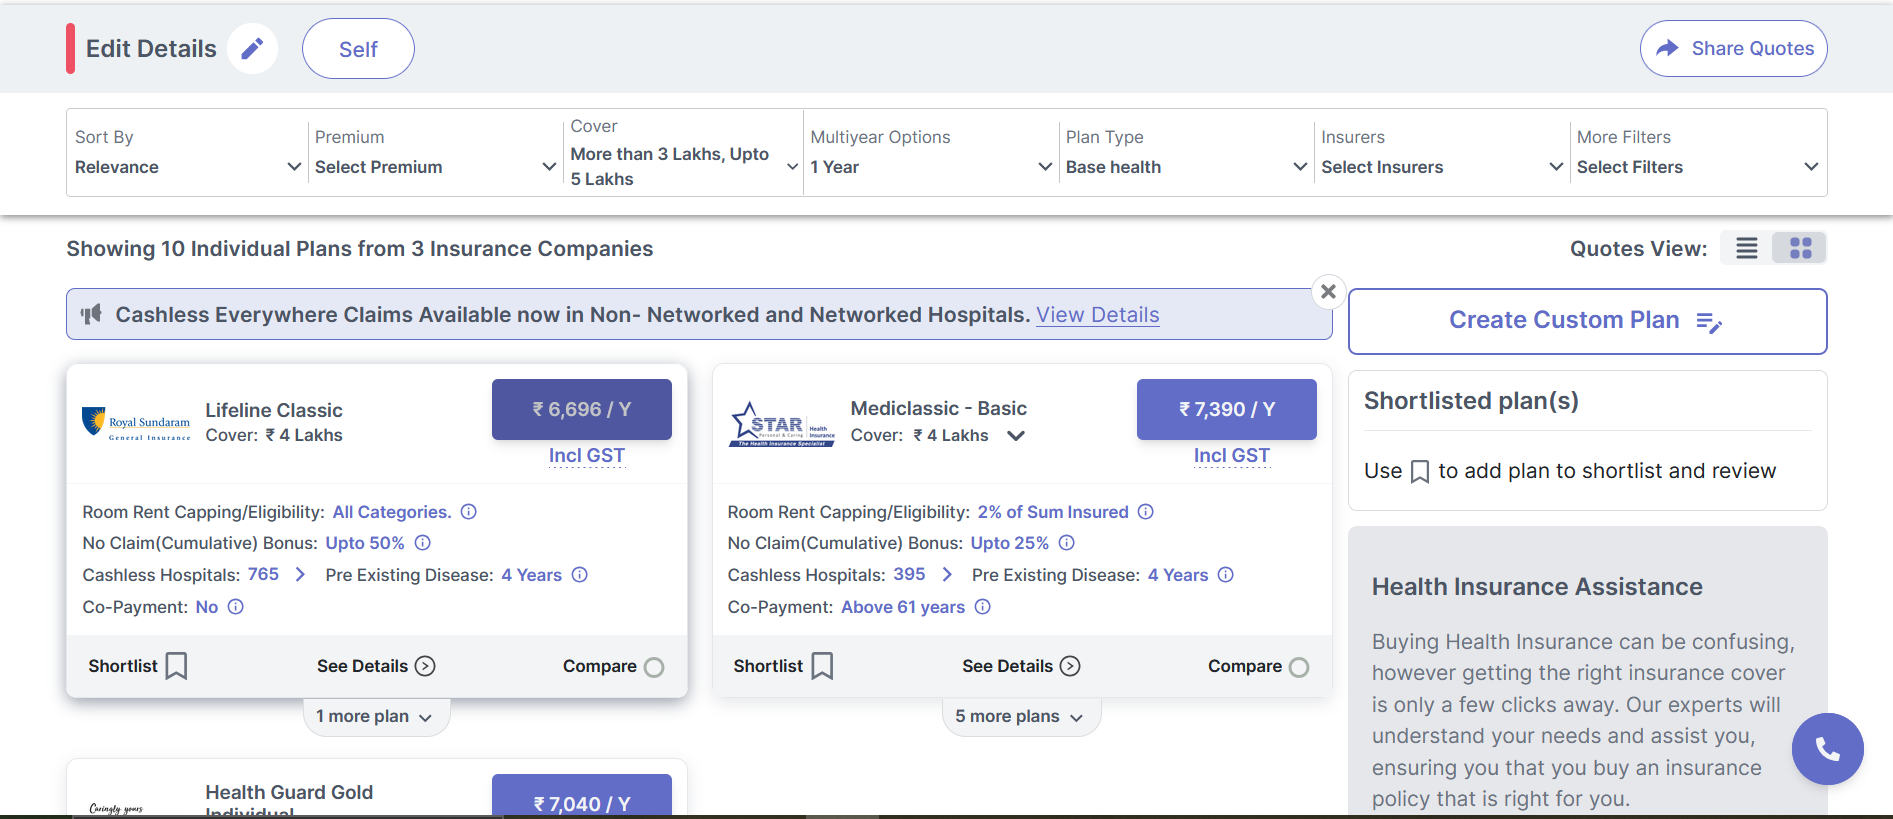 Edit Details
Self
Share Quotes
Sort By
Relevance
Premium
Select Premium
Cover
More than 3 Lakhs, Upto
5 Lakhs
Multiyear Options
1 Year
Plan Type
Base health
Insurers
Select Insurers
More Filters
Select Filters
Showing 10 Individual Plans from 3 Insurance Companies
Quotes View:
Cashless Everywhere Claims Available now in Non- Networked and Networked Hospitals. View Details
Create Custom Plan
Royal Sundaram
General Insurance
Lifeline Classic
Cover: ₹ 4 Lakhs
₹ 6,696 / Y
Incl GST
Room Rent Capping/Eligibility: All Categories.
No Claim(Cumulative) Bonus: Upto 50%
Cashless Hospitals: 765
Pre Existing Disease: 4 Years
Co-Payment: No
Shortlist
See Details
Compare
1 more plan
STAR
Health
Insurance
Personal & Caring
The Health Insurance Specialist
Mediclassic - Basic
Cover: ₹ 4 Lakhs
₹ 7,390 / Y
Incl GST
Room Rent Capping/Eligibility: 2% of Sum Insured
No Claim(Cumulative) Bonus: Upto 25%
Cashless Hospitals: 395
Pre Existing Disease: 4 Years
Co-Payment: Above 61 years
Shortlist
See Details
Compare
5 more plans
Shortlisted plan(s)
Use to add plan to shortlist and review
Health Insurance Assistance
Buying Health Insurance can be confusing,
however getting the right insurance cover
is only a few clicks away. Our experts will
understand your needs and assist you,
ensuring you that you buy an insurance
policy that is right for you.
Caringly yours
Health Guard Gold
Individual
₹ 7,040 / Y